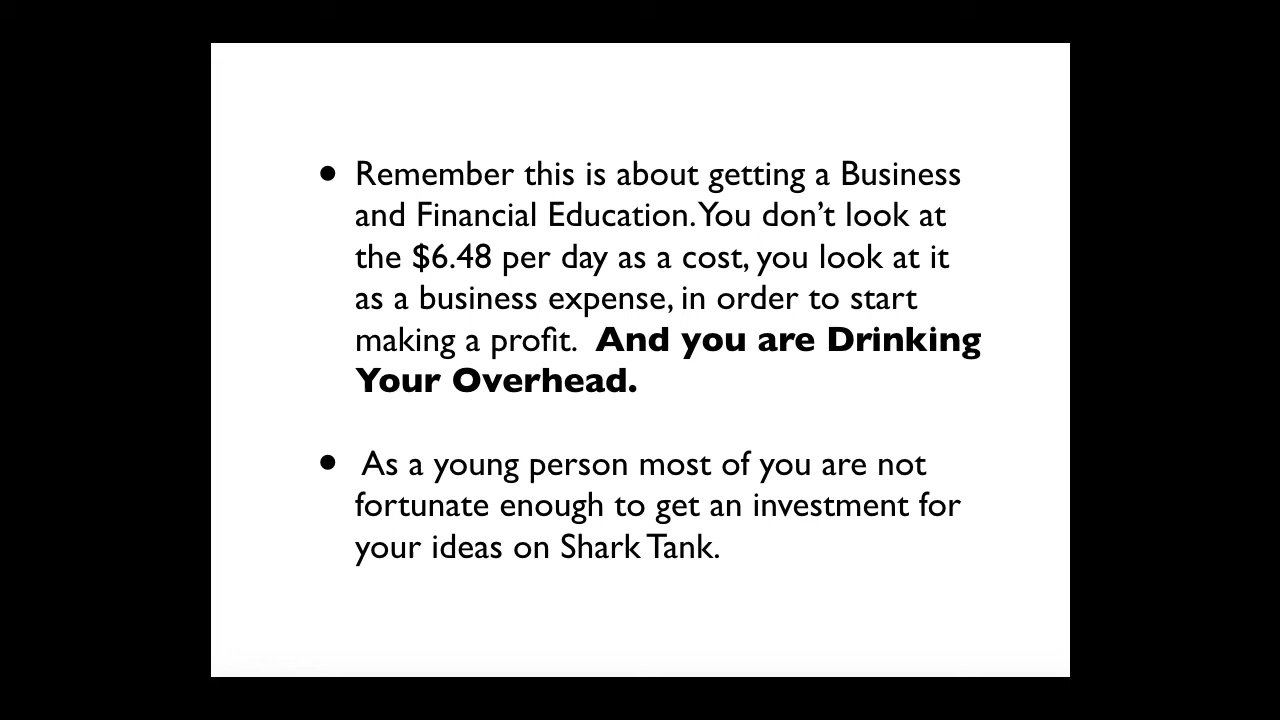 • Remember this is about getting a Business
and Financial Education. You don’t look at
the $6.48 per day as a cost, you look at it
as a business expense, in order to start
making a profit.  And you are Drinking
Your Overhead.
• As a young person most of you are not
fortunate enough to get an investment for
your ideas on Shark Tank.